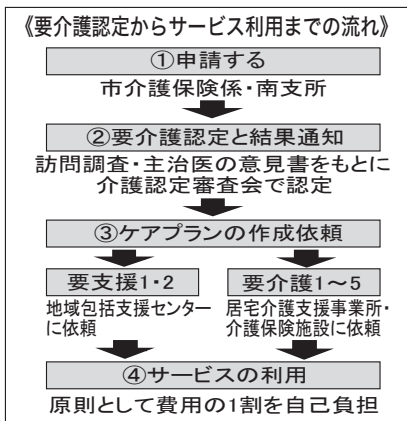 《要介護認定からサービス利用までの流れ》
①申請する
市介護保険係・南支所
②要介護認定と結果通知
訪問調査・主治医の意見書をもとに
介護認定審査会で認定
③ケアプランの作成依頼
要支援1・2
地域包括支援センター
に依頼
要介護1～5
居宅介護支援事業所・
介護保険施設に依頼
④サービスの利用
原則として費用の1割を自己負担